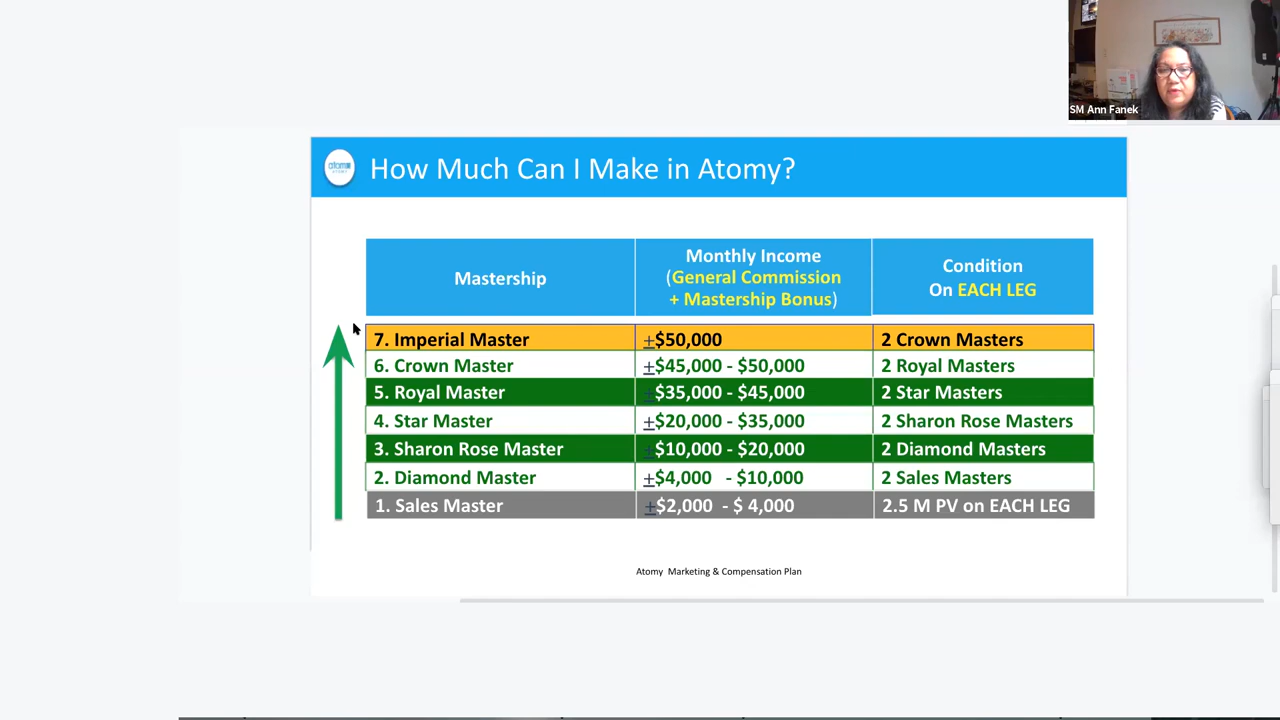 SM Ann Fanek
atomy
How Much Can I Make in Atomy?
Mastership
Monthly Income
(General Commission
+ Mastership Bonus)
Condition
On EACH LEG
7. Imperial Master ±$50,000 2 Crown Masters
6. Crown Master ±$45,000 - $50,000 2 Royal Masters
5. Royal Master ±$35,000 - $45,000 2 Star Masters
4. Star Master ±$20,000 - $35,000 2 Sharon Rose Masters
3. Sharon Rose Master ±$10,000 - $20,000 2 Diamond Masters
2. Diamond Master ±$4,000 - $10,000 2 Sales Masters
1. Sales Master ±$2,000 - $ 4,000 2.5 M PV on EACH LEG
Atomy Marketing & Compensation Plan